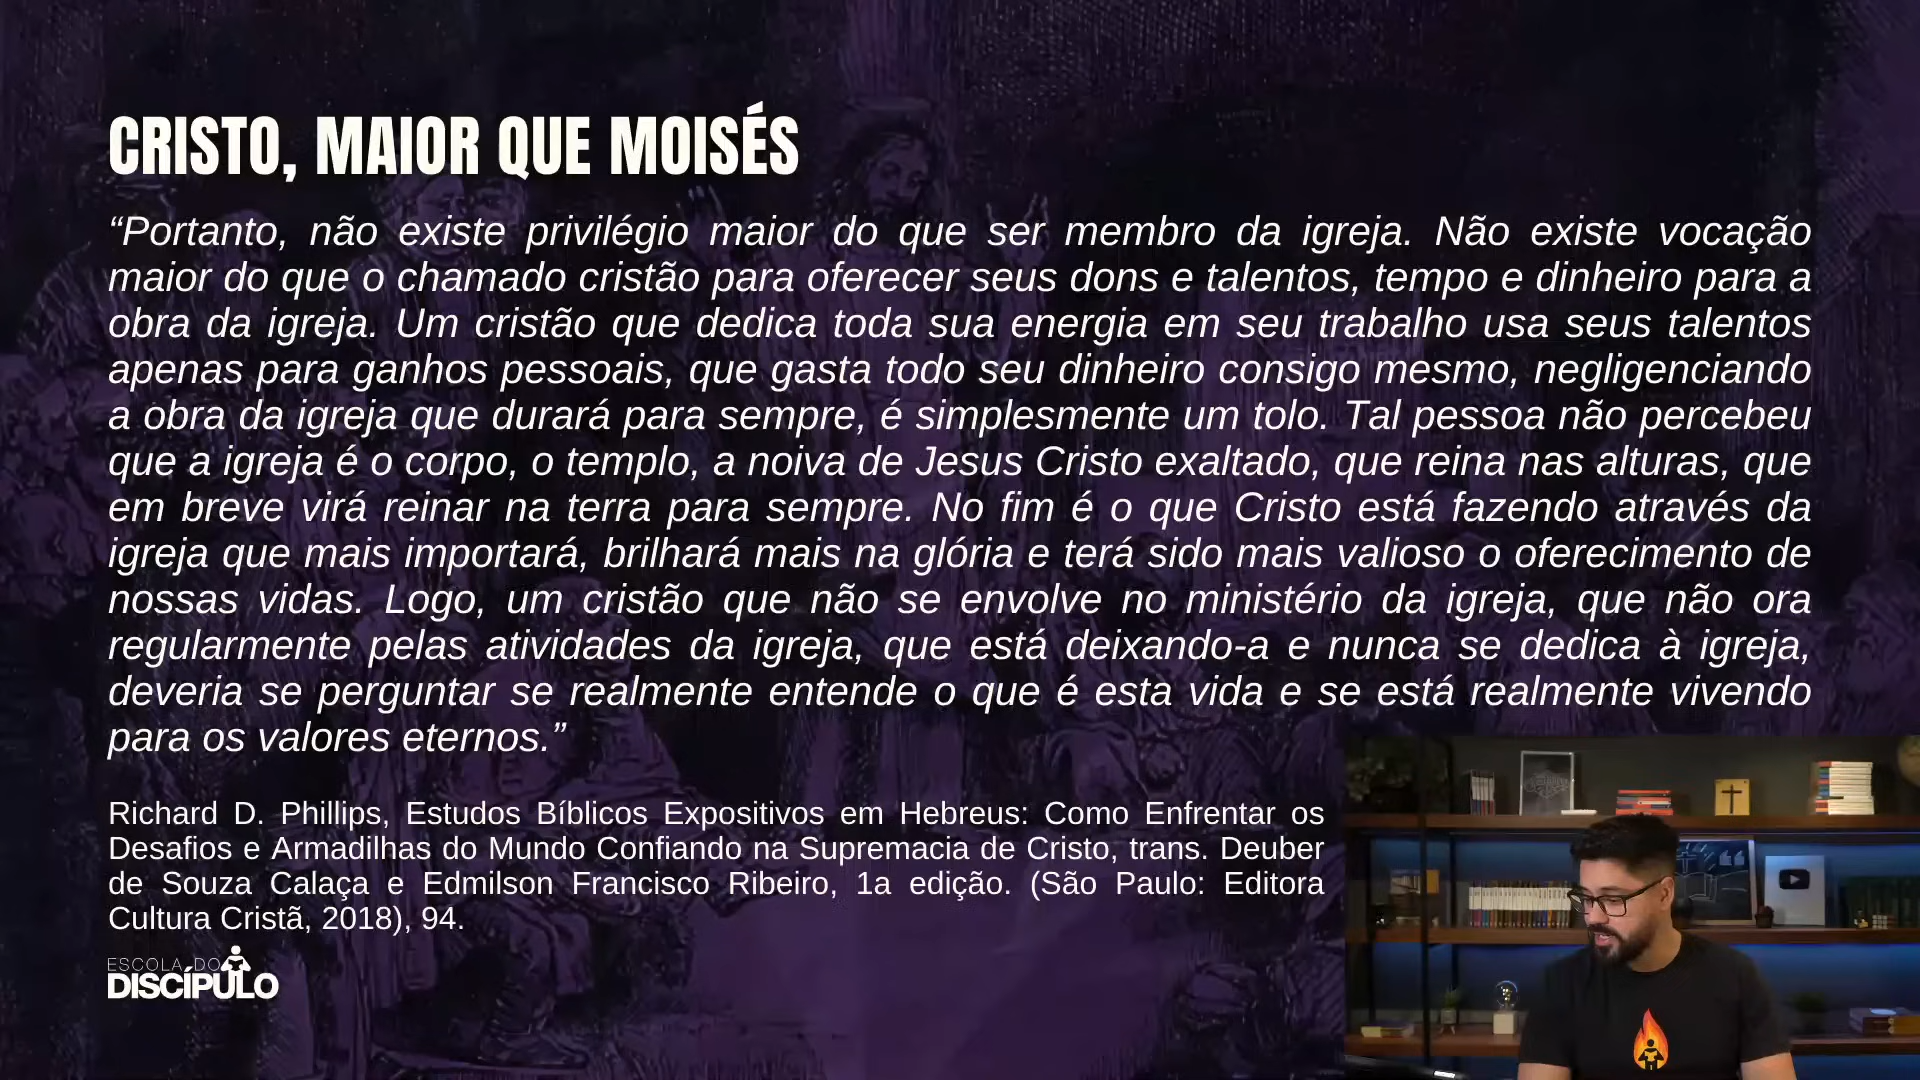 CRISTO, MAIOR QUE MOISÉS
“Portanto, não existe privilégio maior do que ser membro da igreja. Não existe vocação
maior do que o chamado cristão para oferecer seus dons e talentos, tempo e dinheiro para a
obra da igreja. Um cristão que dedica toda sua energia em seu trabalho usa seus talentos
apenas para ganhos pessoais, que gasta todo seu dinheiro consigo mesmo, negligenciando
a obra da igreja que durará para sempre, é simplesmente um tolo. Tal pessoa não percebeu
que a igreja é o corpo, o templo, a noiva de Jesus Cristo exaltado, que reina nas alturas, que
em breve virá reinar na terra para sempre. No fim é o que Cristo está fazendo através da
igreja que mais importará, brilhará mais na glória e terá sido mais valioso o oferecimento de
nossas vidas. Logo, um cristão que não se envolve no ministério da igreja, que não ora
regularmente pelas atividades da igreja, que está deixando-a e nunca se dedica à igreja,
deveria se perguntar se realmente entende o que é esta vida e se está realmente vivendo
para os valores eternos.”
Richard D. Phillips, Estudos Bíblicos Expositivos em Hebreus: Como Enfrentar os
Desafios e Armadilhas do Mundo Confiando na Supremacia de Cristo, trans. Deuber
de Souza Calaça e Edmilson Francisco Ribeiro, 1a edição. (São Paulo: Editora
Cultura Cristã, 2018), 94.
ESCOLA DO
DISCÍPULO